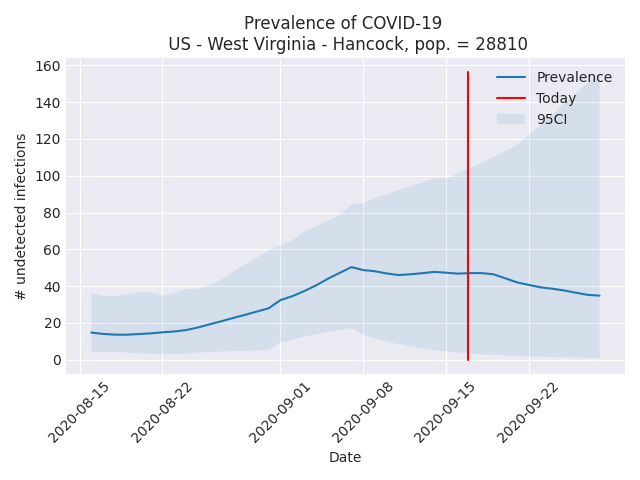 Prevalence of COVID-19
US - West Virginia - Hancock, pop. = 28810
160
140
120
100
80
60
40
20
0
# undetected infections
Prevalence
Today
95CI
2020-08-15
2020-08-22
2020-09-01
2020-09-08
2020-09-15
2020-09-22
Date